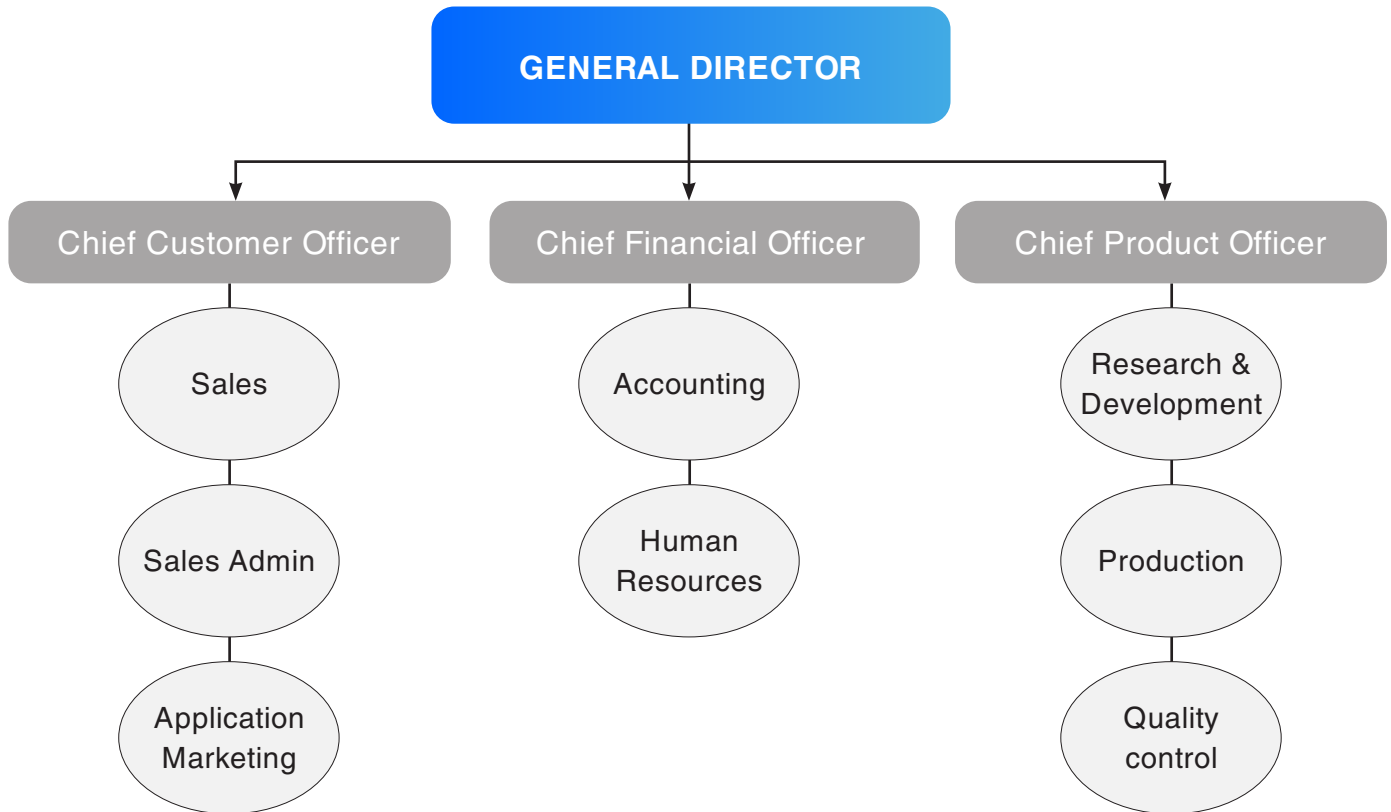 GENERAL DIRECTOR
Chief Customer Officer
Chief Financial Officer
Chief Product Officer
Sales
Accounting
Research &
Development
Sales Admin
Human
Resources
Production
Application
Marketing
Quality
control